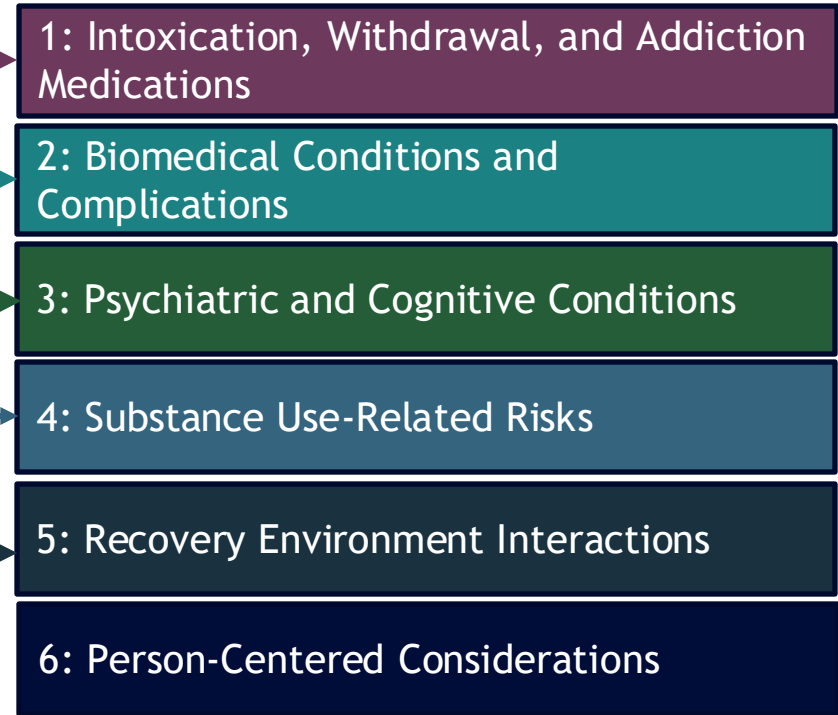 1: Intoxication, Withdrawal, and Addiction
Medications
2: Biomedical Conditions and
Complications
3: Psychiatric and Cognitive Conditions
4: Substance Use-Related Risks
5: Recovery Environment Interactions
6: Person-Centered Considerations